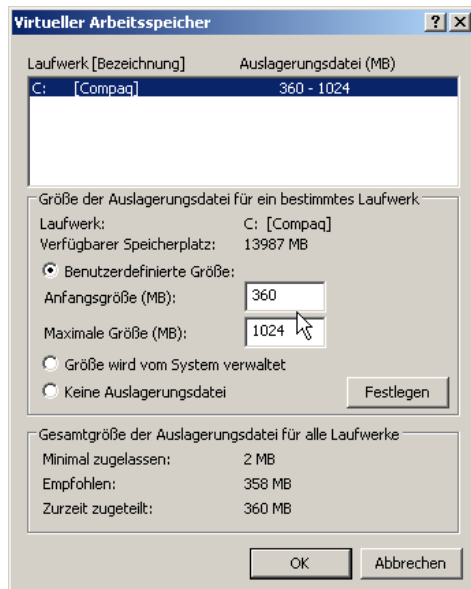 Virtueller Arbeitsspeicher
Laufwerk [Bezeichnung] Auslagerungsdatei (MB)
C: [Compaq] 360 - 1024
Größe der Auslagerungsdatei für ein bestimmtes Laufwerk
Laufwerk: C: [Compaq]
Verfügbarer Speicherplatz: 13987 MB
Benutzerdefinierte Größe:
Anfangsgröße (MB): 360
Maximale Größe (MB): 1024
Größe wird vom System verwaltet
Keine Auslagerungsdatei Festlegen
Gesamtgröße der Auslagerungsdatei für alle Laufwerke
Minimal zugelassen: 2 MB
Empfohlen: 358 MB
Zurzeit zugeteilt: 360 MB
OK Abbrechen